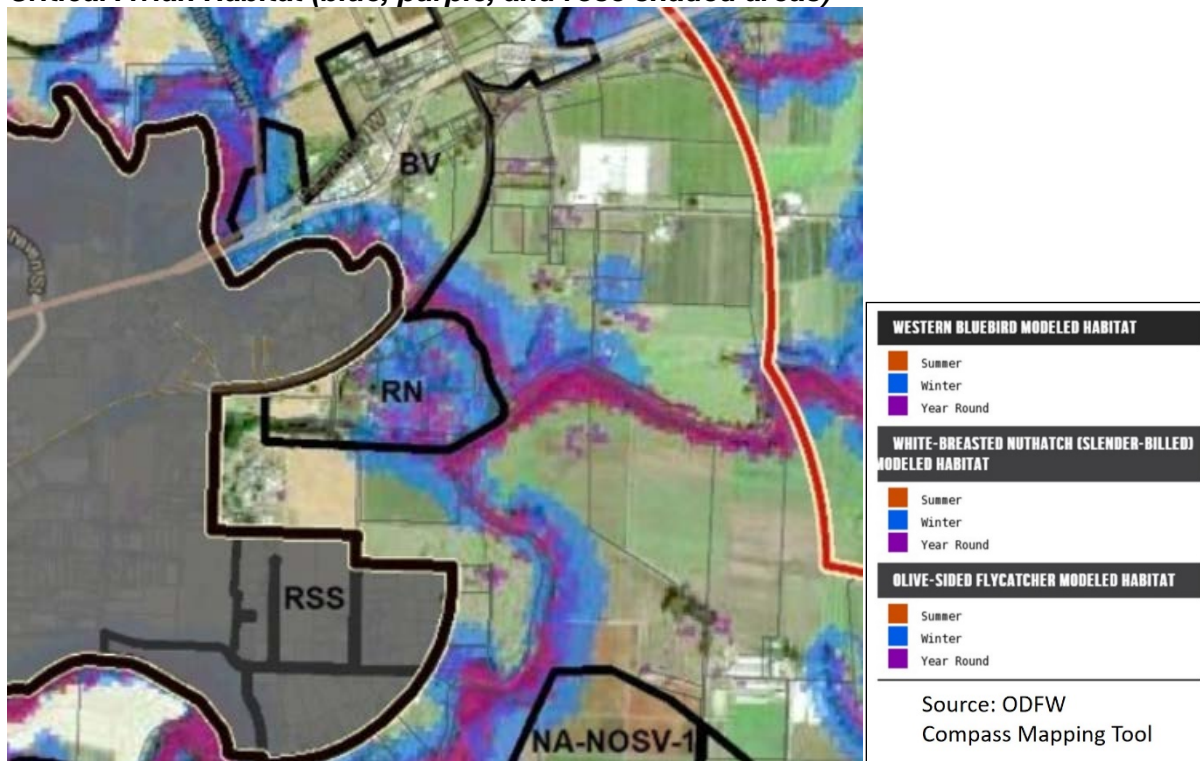 BV
RN
RSS
NA-NOSV-1
WESTERN BLUEBIRD MODELED HABITAT
Summer
Winter
Year Round
WHITE-BREASTED NUTHATCH (SLENDER-BILLED)
MODELED HABITAT
Summer
Winter
Year Round
OLIVE-SIDED FLYCATCHER MODELED HABITAT
Summer
Winter
Year Round
Source: ODFW
Compass Mapping Tool